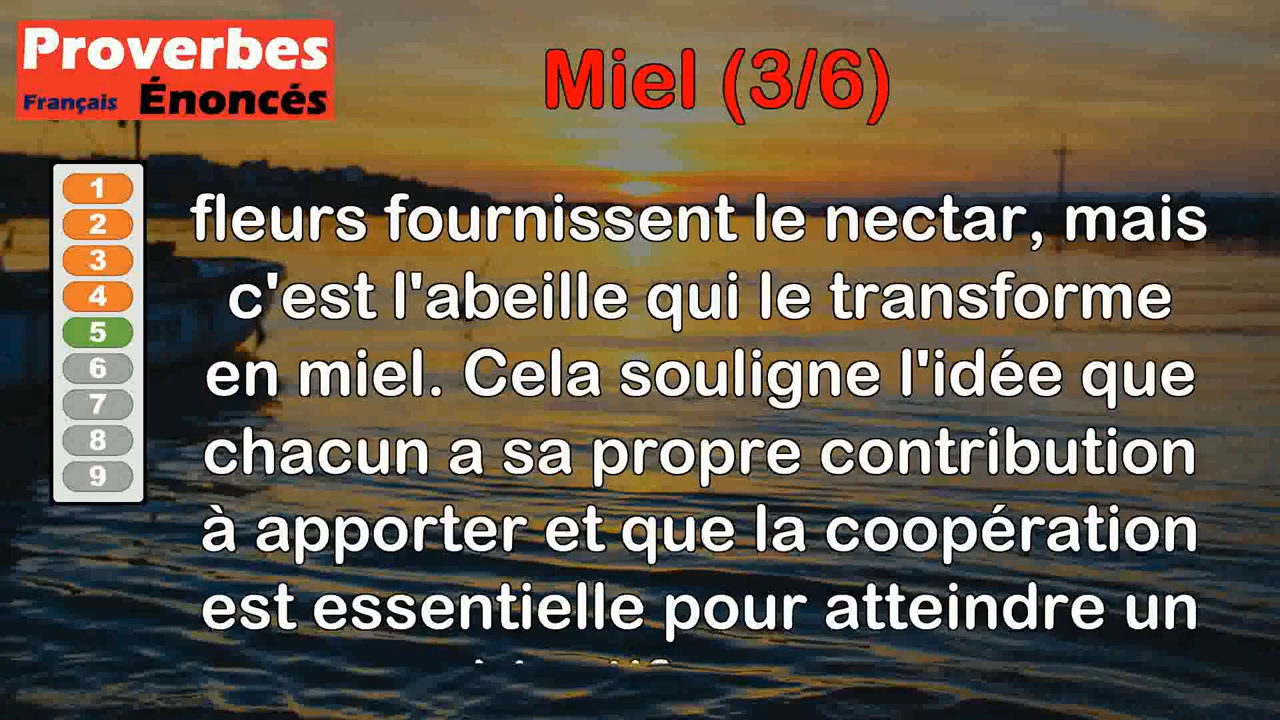 Proverbes
Français Énoncés
Miel (3/6)
1
2
3
4
5
6
7
8
9
fleurs fournissent le nectar, mais
c'est l'abeille qui le transforme
en miel. Cela souligne l'idée que
chacun a sa propre contribution
à apporter et que la coopération
est essentielle pour atteindre un